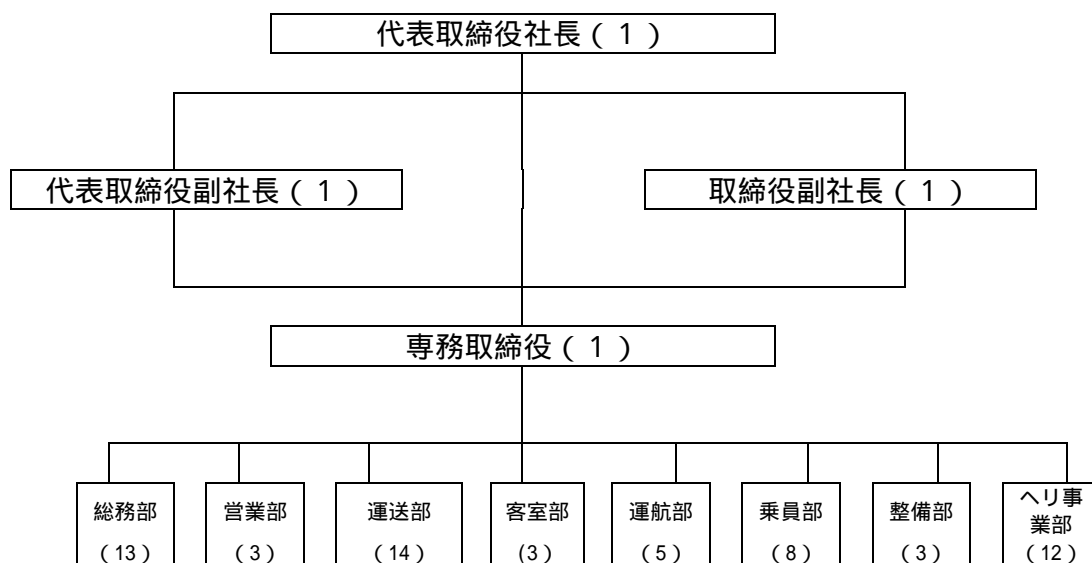 代表取締役社長（１）
代表取締役副社長（１）
取締役副社長（１）
専務取締役（１）
総務部
（13）
営業部
（3）
運送部
（14）
客室部
(3)
運航部
（5）
乗員部
（8）
整備部
（3）
ヘリ事
業部
（12）